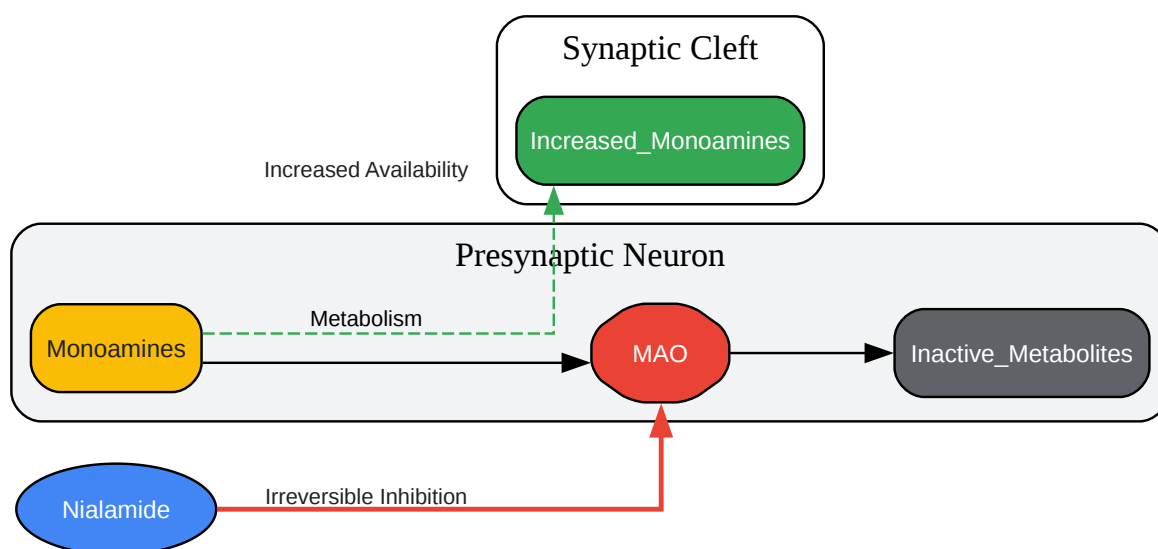 Synaptic Cleft
Increased_Monoamines
Increased Availability
Presynaptic Neuron
Metabolism
Monoamines
MAO
Inactive_Metabolites
Irreversible Inhibition
Nialamide